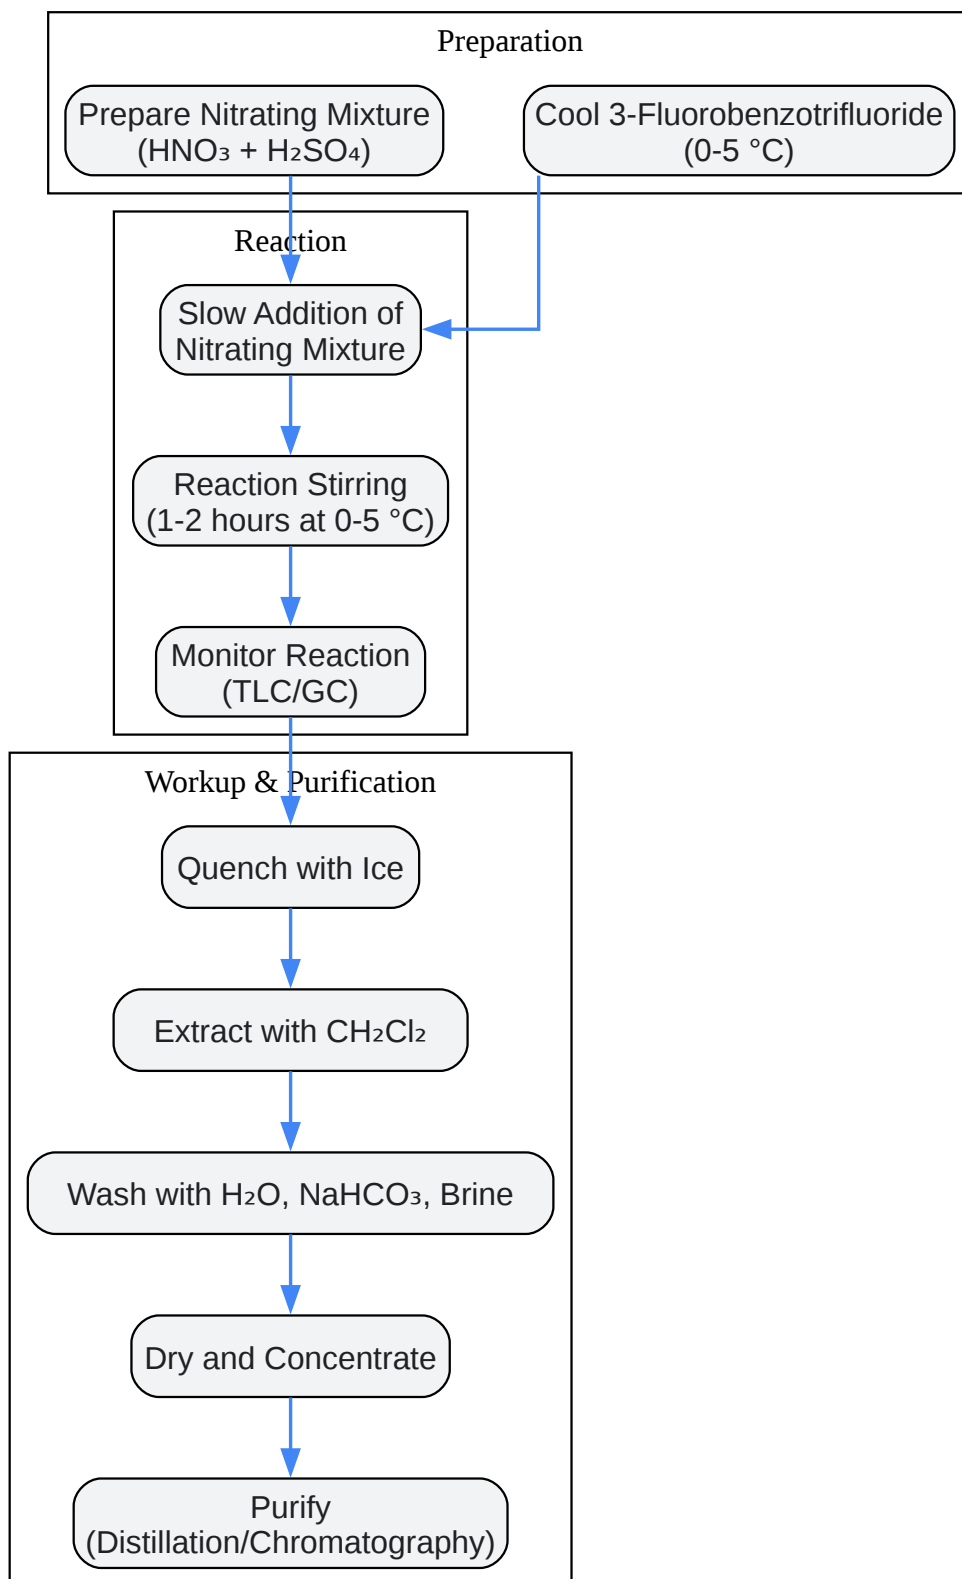 Preparation
Prepare Nitrating Mixture
(HNO₃ + H₂SO₄)
Cool 3-Fluorobenzotrifluoride
(0-5 °C)
Reaction
Slow Addition of
Nitrating Mixture
Reaction Stirring
(1-2 hours at 0-5 °C)
Monitor Reaction
(TLC/GC)
Workup & Purification
Quench with Ice
Extract with CH₂Cl₂
Wash with H₂O, NaHCO₃, Brine
Dry and Concentrate
Purify
(Distillation/Chromatography)